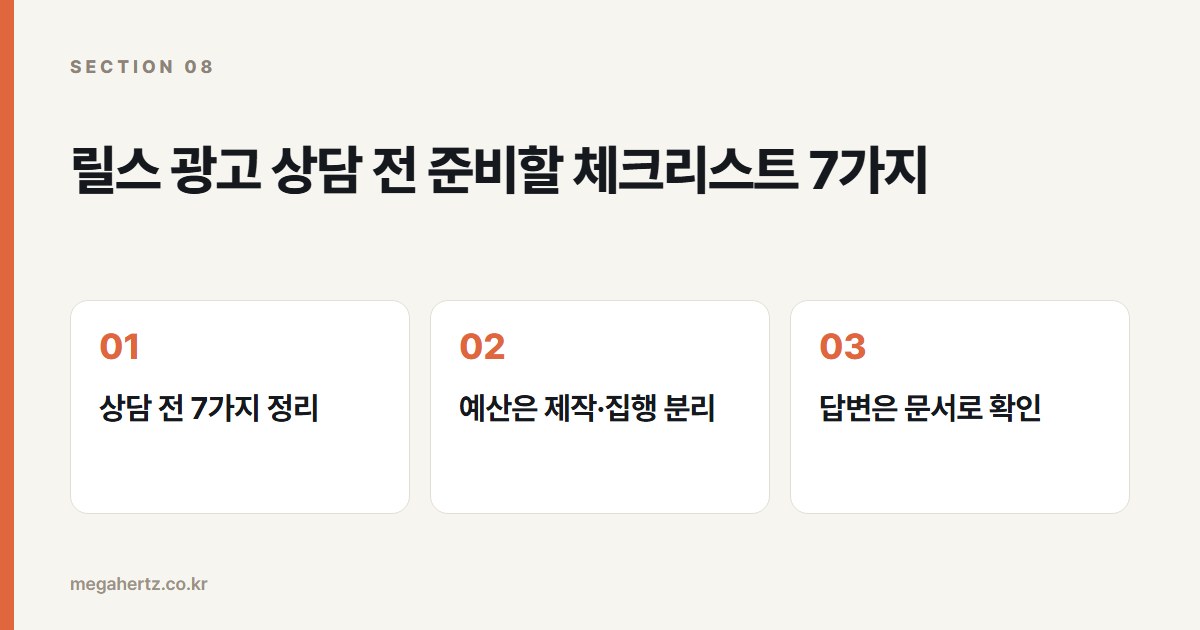 SECTION 08
릴스 광고 상담 전 준비할 체크리스트 7가지
01
상담 전 7가지 정리
02
예산은 제작·집행 분리
03
답변은 문서로 확인
megahertz.co.kr